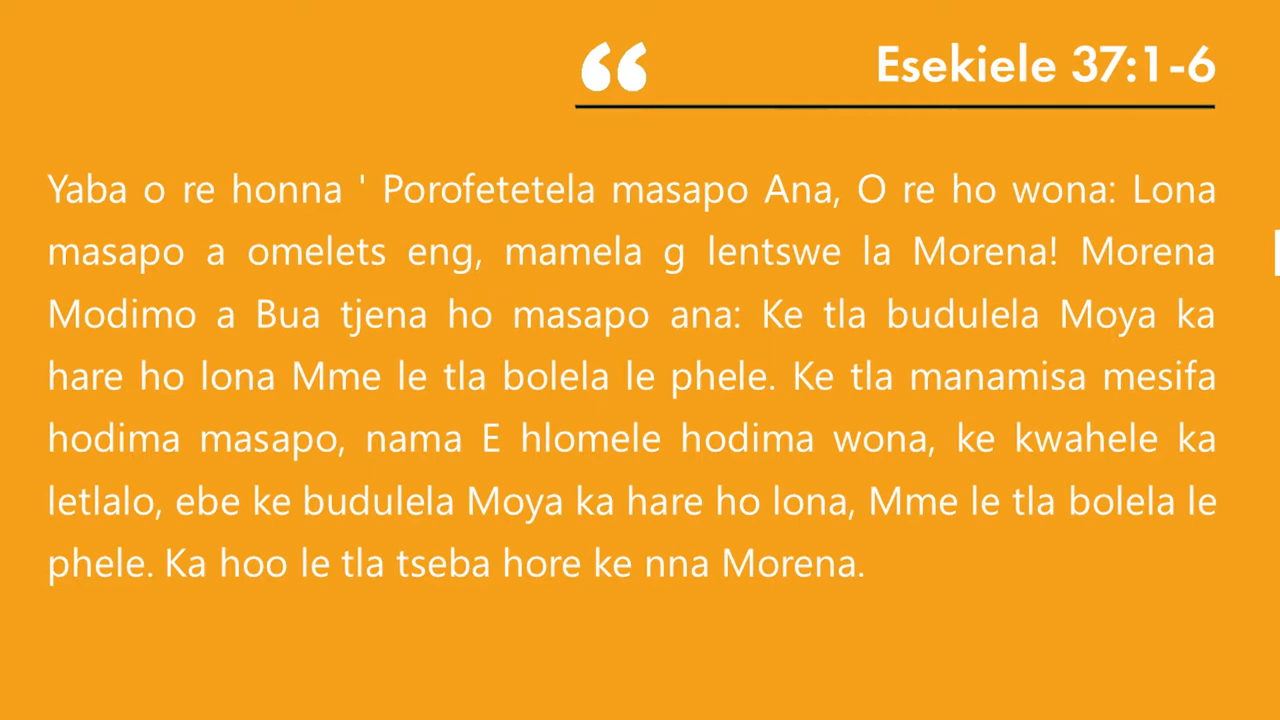 “
Esekiele 37:1-6
Yaba o re honna ' Porofetetela masapo Ana, O re ho wona: Lona
masapo a omelets eng, mamela g lentswe la Morena! Morena
Modimo a Bua tjena ho masapo ana: Ke tla budulela Moya ka
hare ho lona Mme le tla bolela le phele. Ke tla manamisa mesifa
hodima masapo, nama E hlomele hodima wona, ke kwahele ka
letlalo, ebe ke budulela Moya ka hare ho lona, Mme le tla bolela le
phele. Ka hoo le tla tseba hore ke nna Morena.